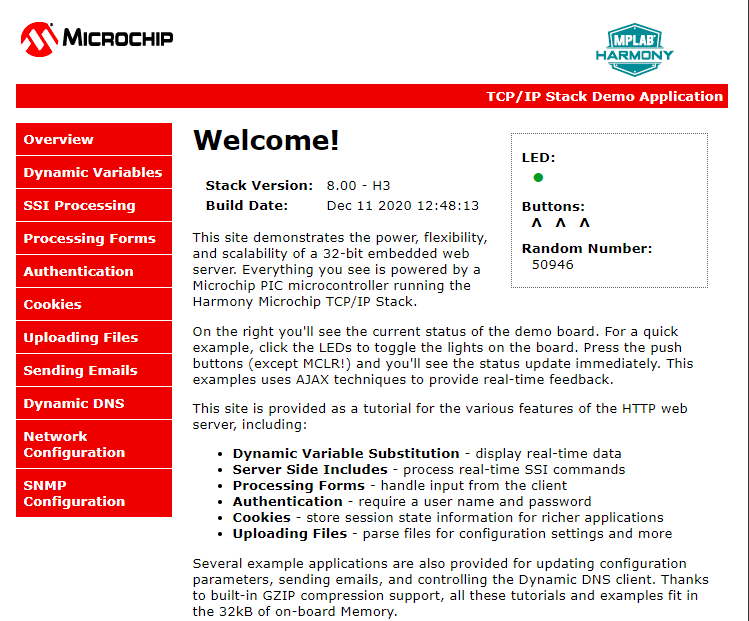 MICROCHIP
MPLAB
HARMONY
TCP/IP Stack Demo Application
Overview
Dynamic Variables
SSI Processing
Processing Forms
Authentication
Cookies
Uploading Files
Sending Emails
Dynamic DNS
Network
Configuration
SNMP
Configuration
Welcome!
Stack Version: 8.00 - H3
Build Date: Dec 11 2020 12:48:13
LED:
Buttons:
Λ Λ Λ
Random Number:
50946
This site demonstrates the power, flexibility,
and scalability of a 32-bit embedded web
server. Everything you see is powered by a
Microchip PIC microcontroller running the
Harmony Microchip TCP/IP Stack.
On the right you'll see the current status of the demo board. For a quick
example, click the LEDs to toggle the lights on the board. Press the push
buttons (except MCLR!) and you'll see the status update immediately. This
examples uses AJAX techniques to provide real-time feedback.
This site is provided as a tutorial for the various features of the HTTP web
server, including:
• Dynamic Variable Substitution - display real-time data
• Server Side Includes - process real-time SSI commands
• Processing Forms - handle input from the client
• Authentication - require a user name and password
• Cookies - store session state information for richer applications
• Uploading Files - parse files for configuration settings and more
Several example applications are also provided for updating configuration
parameters, sending emails, and controlling the Dynamic DNS client. Thanks
to built-in GZIP compression support, all these tutorials and examples fit in
the 32kB of on-board Memory.